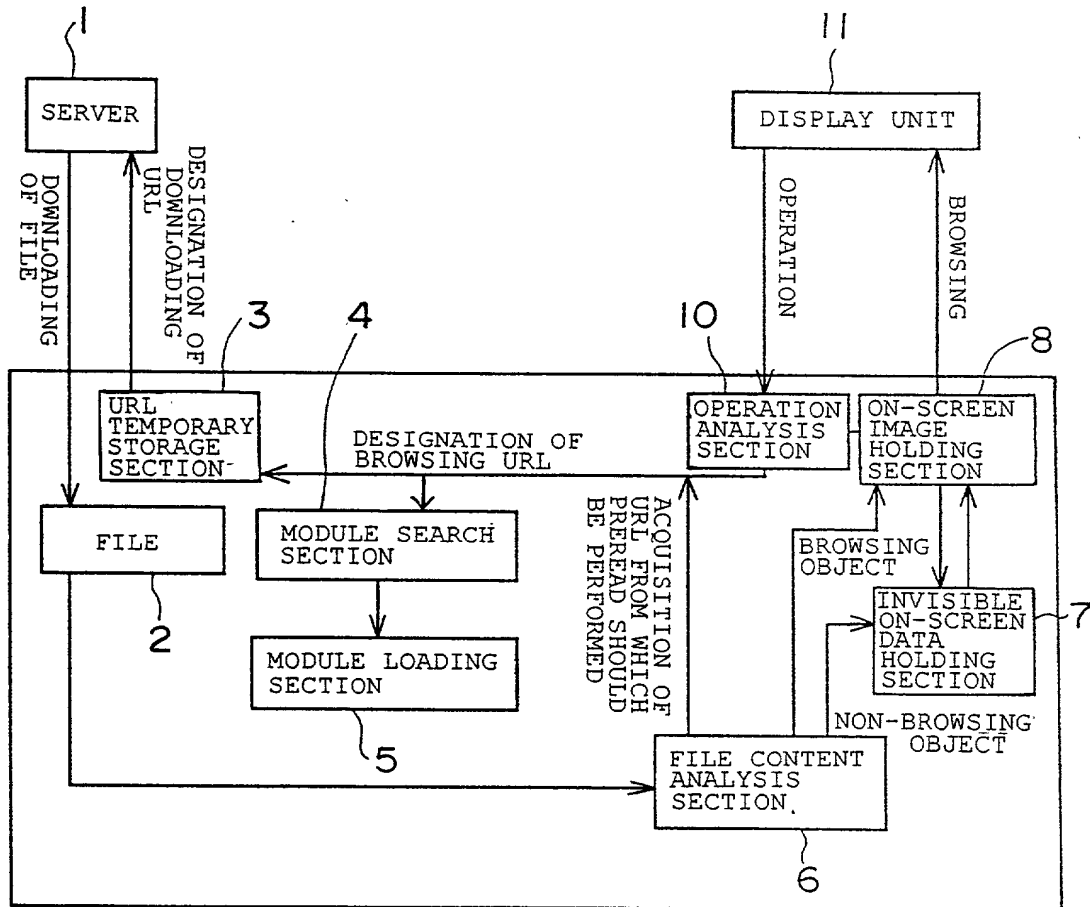 1
11
SERVER
DISPLAY UNIT
DOWNLOADING
OF FILE
DESIGNATION OF
DOWNLOADING
URL
OPERATION
BROWSING
3
4
10
8
URL
TEMPORARY
STORAGE
SECTION
DESIGNATION OF
BROWSING URL
OPERATION
ANALYSIS
SECTION
ON-SCREEN
IMAGE
HOLDING
SECTION
FILE
2
MODULE SEARCH
SECTION
MODULE LOADING
SECTION
5
ACQUISITION OF
URL FROM WHICH
PREREAD SHOULD
BE PERFORMED
BROWSING
OBJECT
INVISIBLE
ON-SCREEN
DATA
HOLDING
SECTION
7
NON-BROWSING
OBJECT
FILE CONTENT
ANALYSIS
SECTION
6